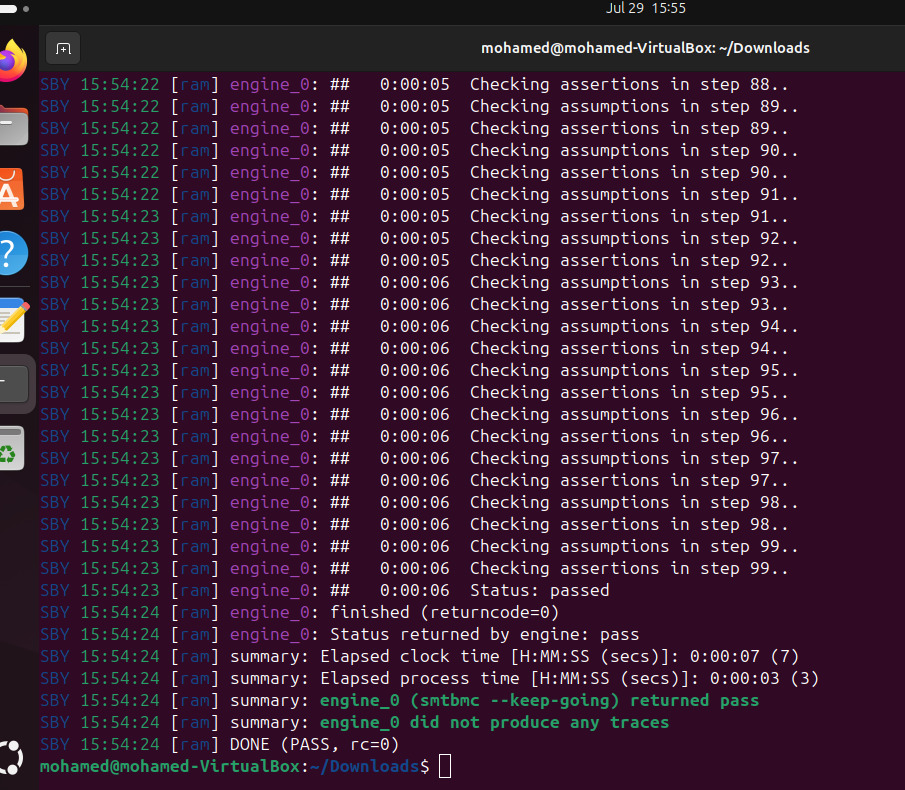 Jul 29 15:55
mohamed@mohamed-VirtualBox: ~/Downloads
SBY 15:54:22 [ram] engine_0: ##   0:00:05  Checking assertions in step 88..
SBY 15:54:22 [ram] engine_0: ##   0:00:05  Checking assumptions in step 89..
SBY 15:54:22 [ram] engine_0: ##   0:00:05  Checking assertions in step 89..
SBY 15:54:22 [ram] engine_0: ##   0:00:05  Checking assumptions in step 90..
SBY 15:54:22 [ram] engine_0: ##   0:00:05  Checking assertions in step 90..
SBY 15:54:22 [ram] engine_0: ##   0:00:05  Checking assumptions in step 91..
SBY 15:54:23 [ram] engine_0: ##   0:00:05  Checking assertions in step 91..
SBY 15:54:23 [ram] engine_0: ##   0:00:05  Checking assumptions in step 92..
SBY 15:54:23 [ram] engine_0: ##   0:00:05  Checking assertions in step 92..
SBY 15:54:23 [ram] engine_0: ##   0:00:06  Checking assumptions in step 93..
SBY 15:54:23 [ram] engine_0: ##   0:00:06  Checking assertions in step 93..
SBY 15:54:23 [ram] engine_0: ##   0:00:06  Checking assumptions in step 94..
SBY 15:54:23 [ram] engine_0: ##   0:00:06  Checking assertions in step 94..
SBY 15:54:23 [ram] engine_0: ##   0:00:06  Checking assumptions in step 95..
SBY 15:54:23 [ram] engine_0: ##   0:00:06  Checking assertions in step 95..
SBY 15:54:23 [ram] engine_0: ##   0:00:06  Checking assumptions in step 96..
SBY 15:54:23 [ram] engine_0: ##   0:00:06  Checking assertions in step 96..
SBY 15:54:23 [ram] engine_0: ##   0:00:06  Checking assumptions in step 97..
SBY 15:54:23 [ram] engine_0: ##   0:00:06  Checking assertions in step 97..
SBY 15:54:23 [ram] engine_0: ##   0:00:06  Checking assumptions in step 98..
SBY 15:54:23 [ram] engine_0: ##   0:00:06  Checking assertions in step 98..
SBY 15:54:23 [ram] engine_0: ##   0:00:06  Checking assumptions in step 99..
SBY 15:54:23 [ram] engine_0: ##   0:00:06  Checking assertions in step 99..
SBY 15:54:23 [ram] engine_0: ##   0:00:06  Status: passed
SBY 15:54:24 [ram] engine_0: finished (returncode=0)
SBY 15:54:24 [ram] engine_0: Status returned by engine: pass
SBY 15:54:24 [ram] summary: Elapsed clock time [H:MM:SS (secs)]: 0:00:07 (7)
SBY 15:54:24 [ram] summary: Elapsed process time [H:MM:SS (secs)]: 0:00:03 (3)
SBY 15:54:24 [ram] summary: engine_0 (smtbmc --keep-going) returned pass
SBY 15:54:24 [ram] summary: engine_0 did not produce any traces
SBY 15:54:24 [ram] DONE (PASS, rc=0)
mohamed@mohamed-VirtualBox:~/Downloads$